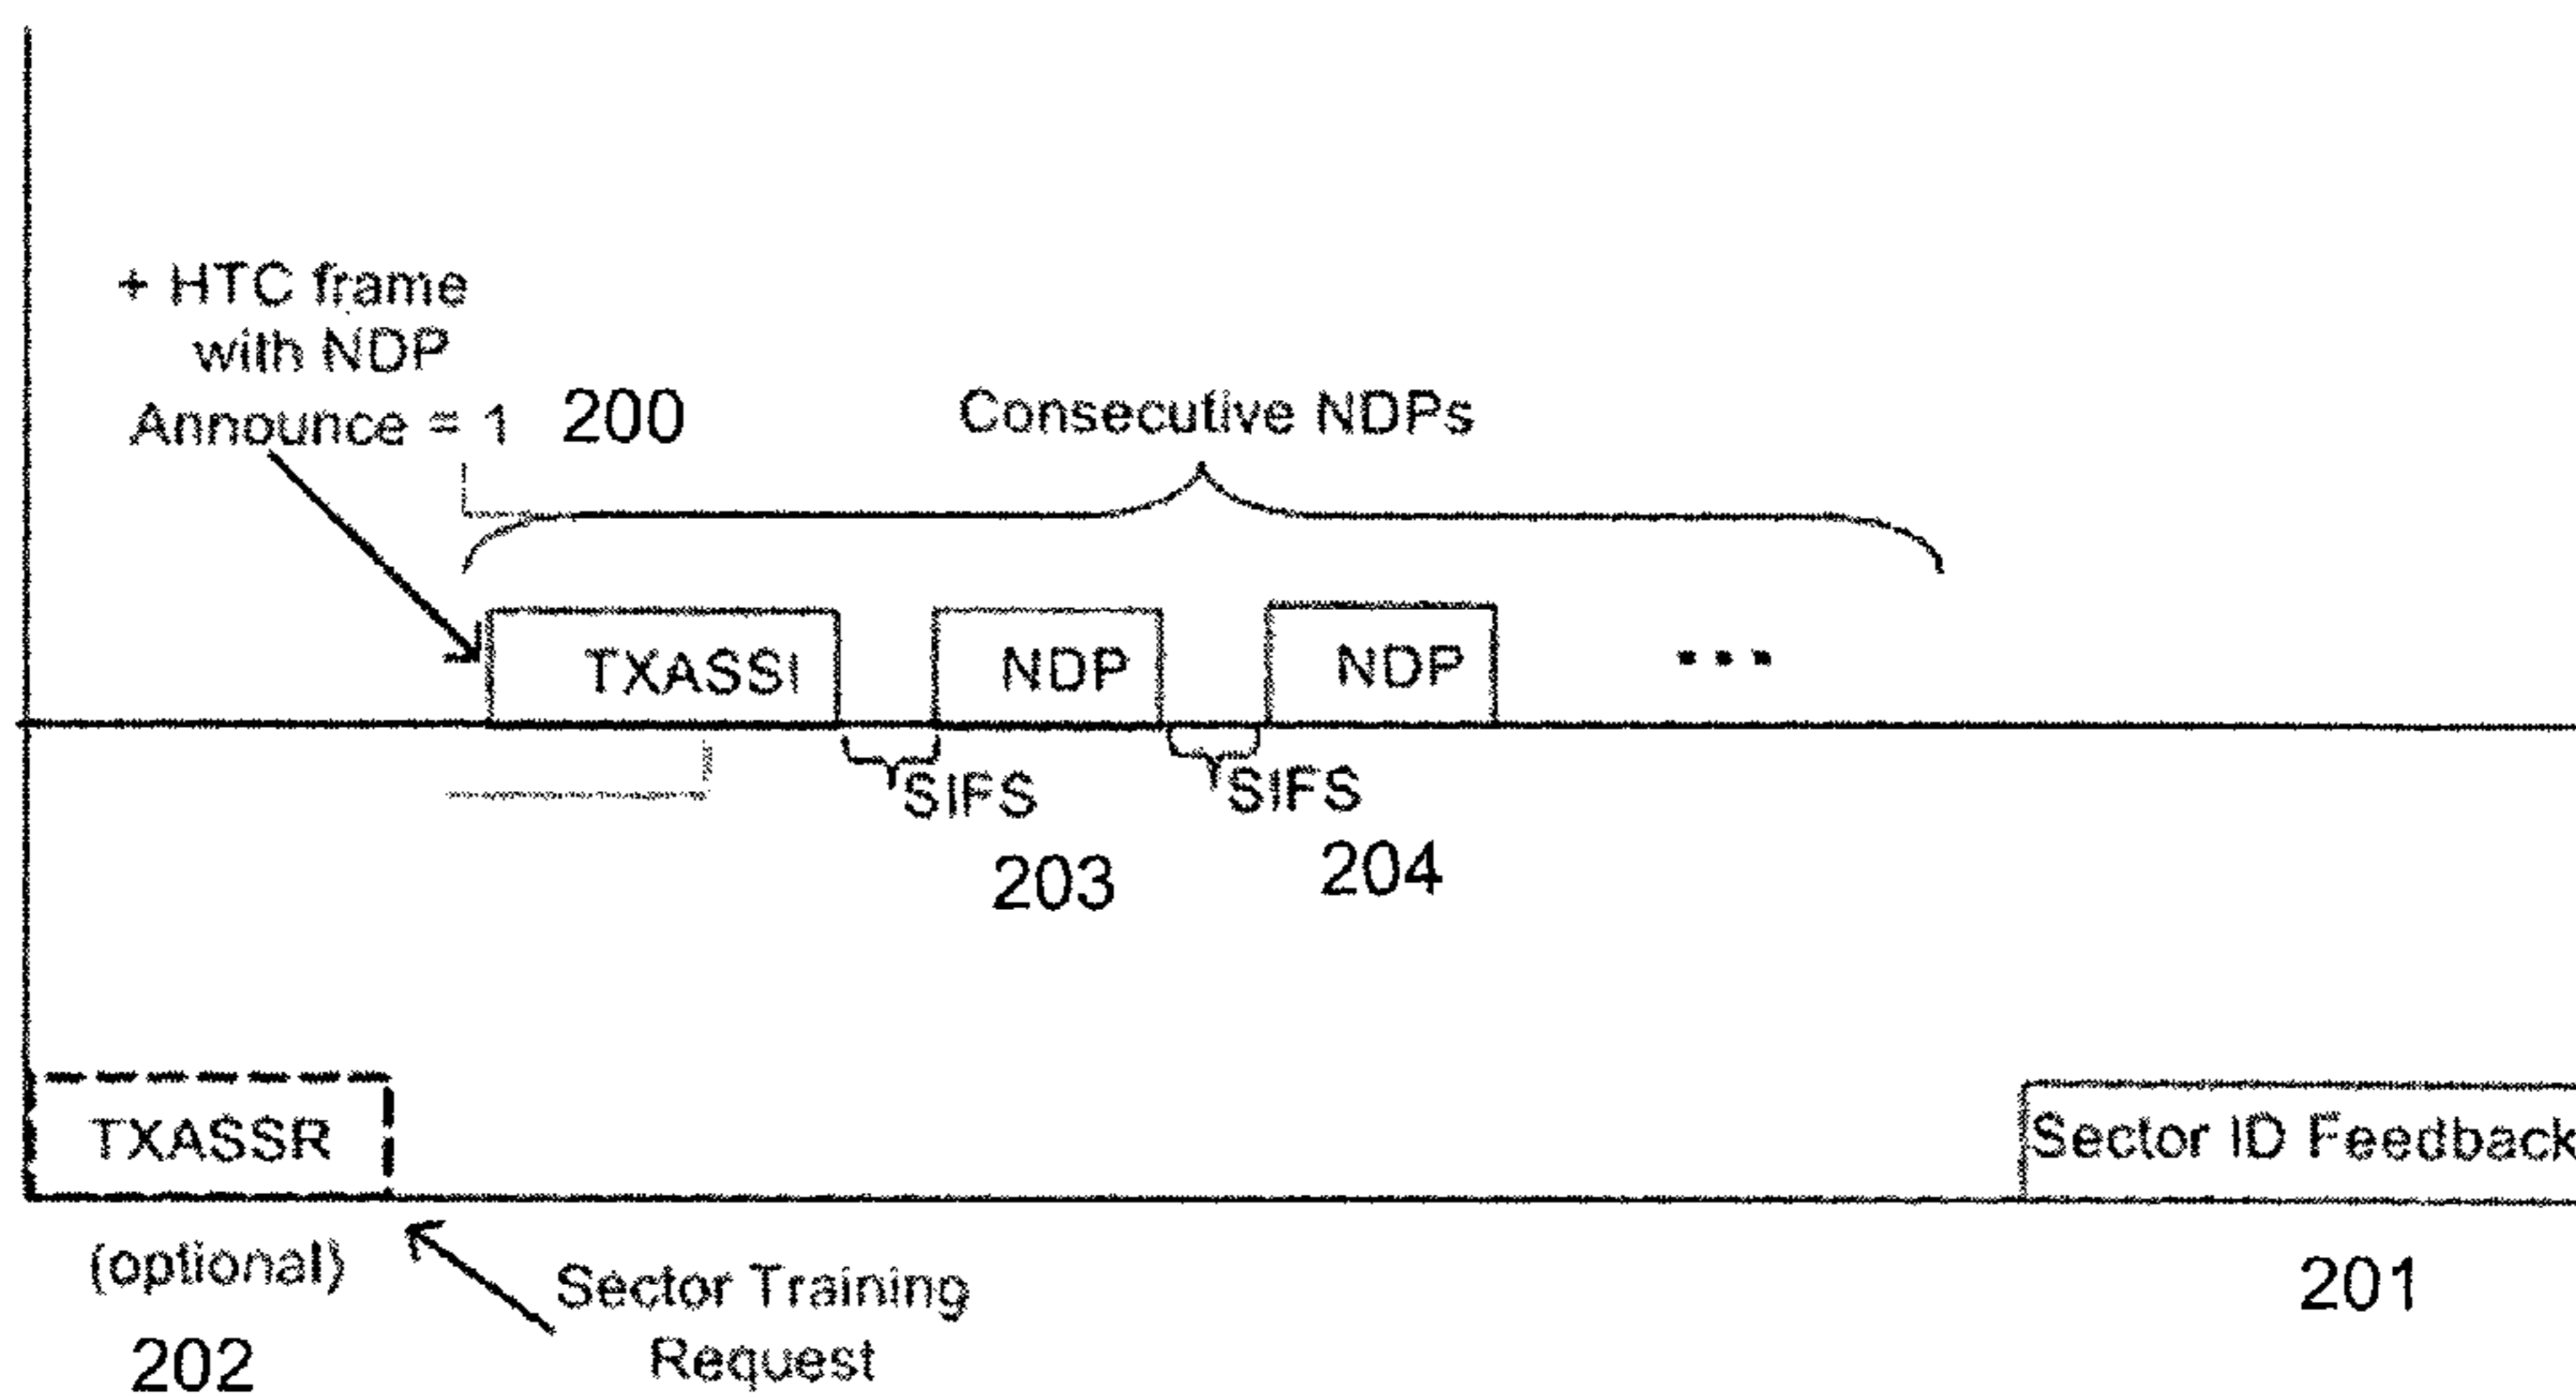 + HTC frame
with NDP
Announce = 1
200
Consecutive NDPs
TXASSI
NDP
NDP
...
SIFS
SIFS
203
204
TXASSR
Sector ID Feedback
(optional)
Sector Training
Request
201
202